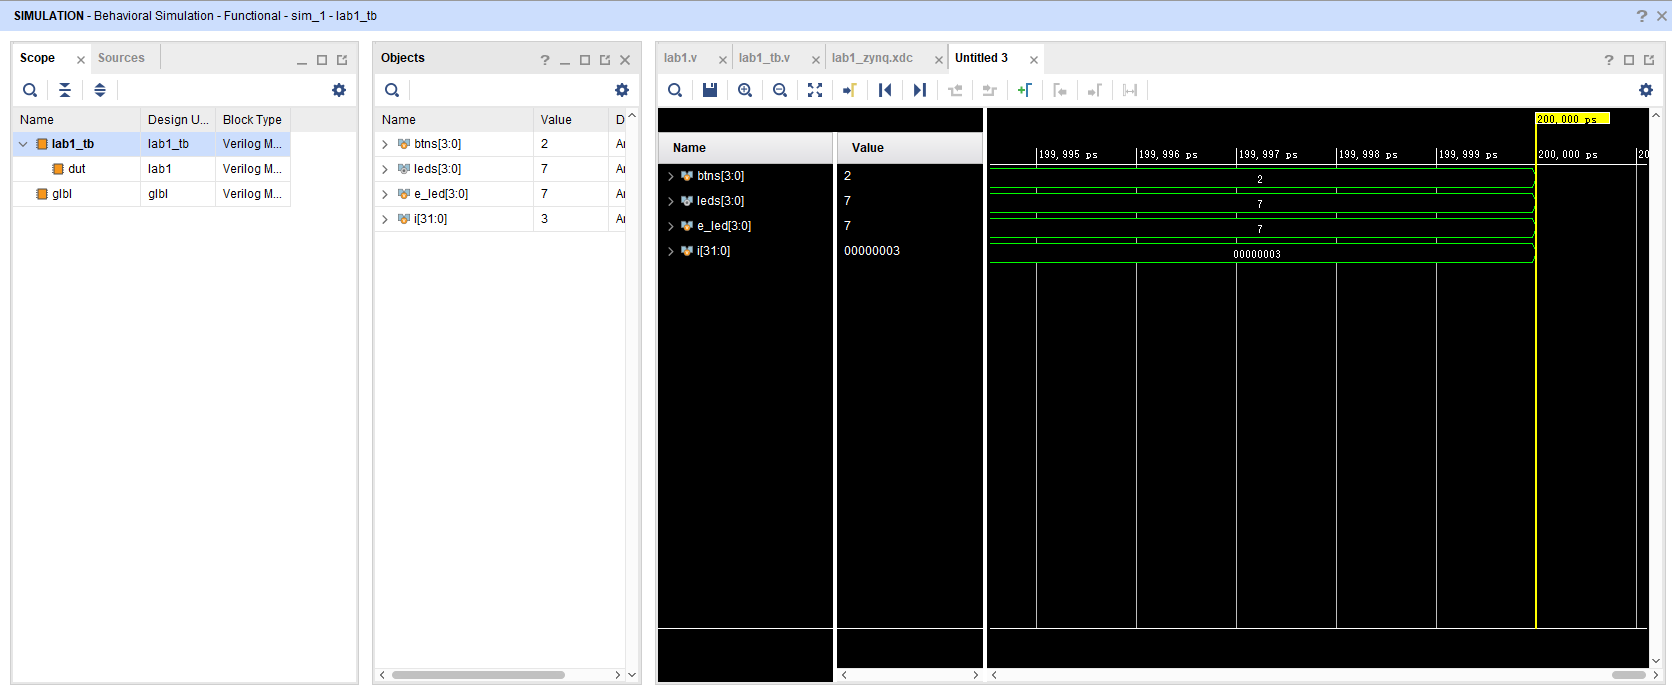 SIMULATION - Behavioral Simulation - Functional - sim_1 - lab1_tb
Scope
Sources
Name Design U... Block Type
lab1_tb lab1_tb Verilog M...
dut lab1 Verilog M...
glbl glbl Verilog M...
Objects
Name Value D
btns[3:0] 2 Ar
leds[3:0] 7 Ar
e_led[3:0] 7 Ar
i[31:0] 3 Ar
lab1.v lab1_tb.v lab1_zynq.xdc Untitled 3
Name Value
btns[3:0] 2
leds[3:0] 7
e_led[3:0] 7
i[31:0] 00000003
200,000 ps
199,995 ps 199,996 ps 199,997 ps 199,998 ps 199,999 ps 200,000 ps 20
2
7
7
00000003